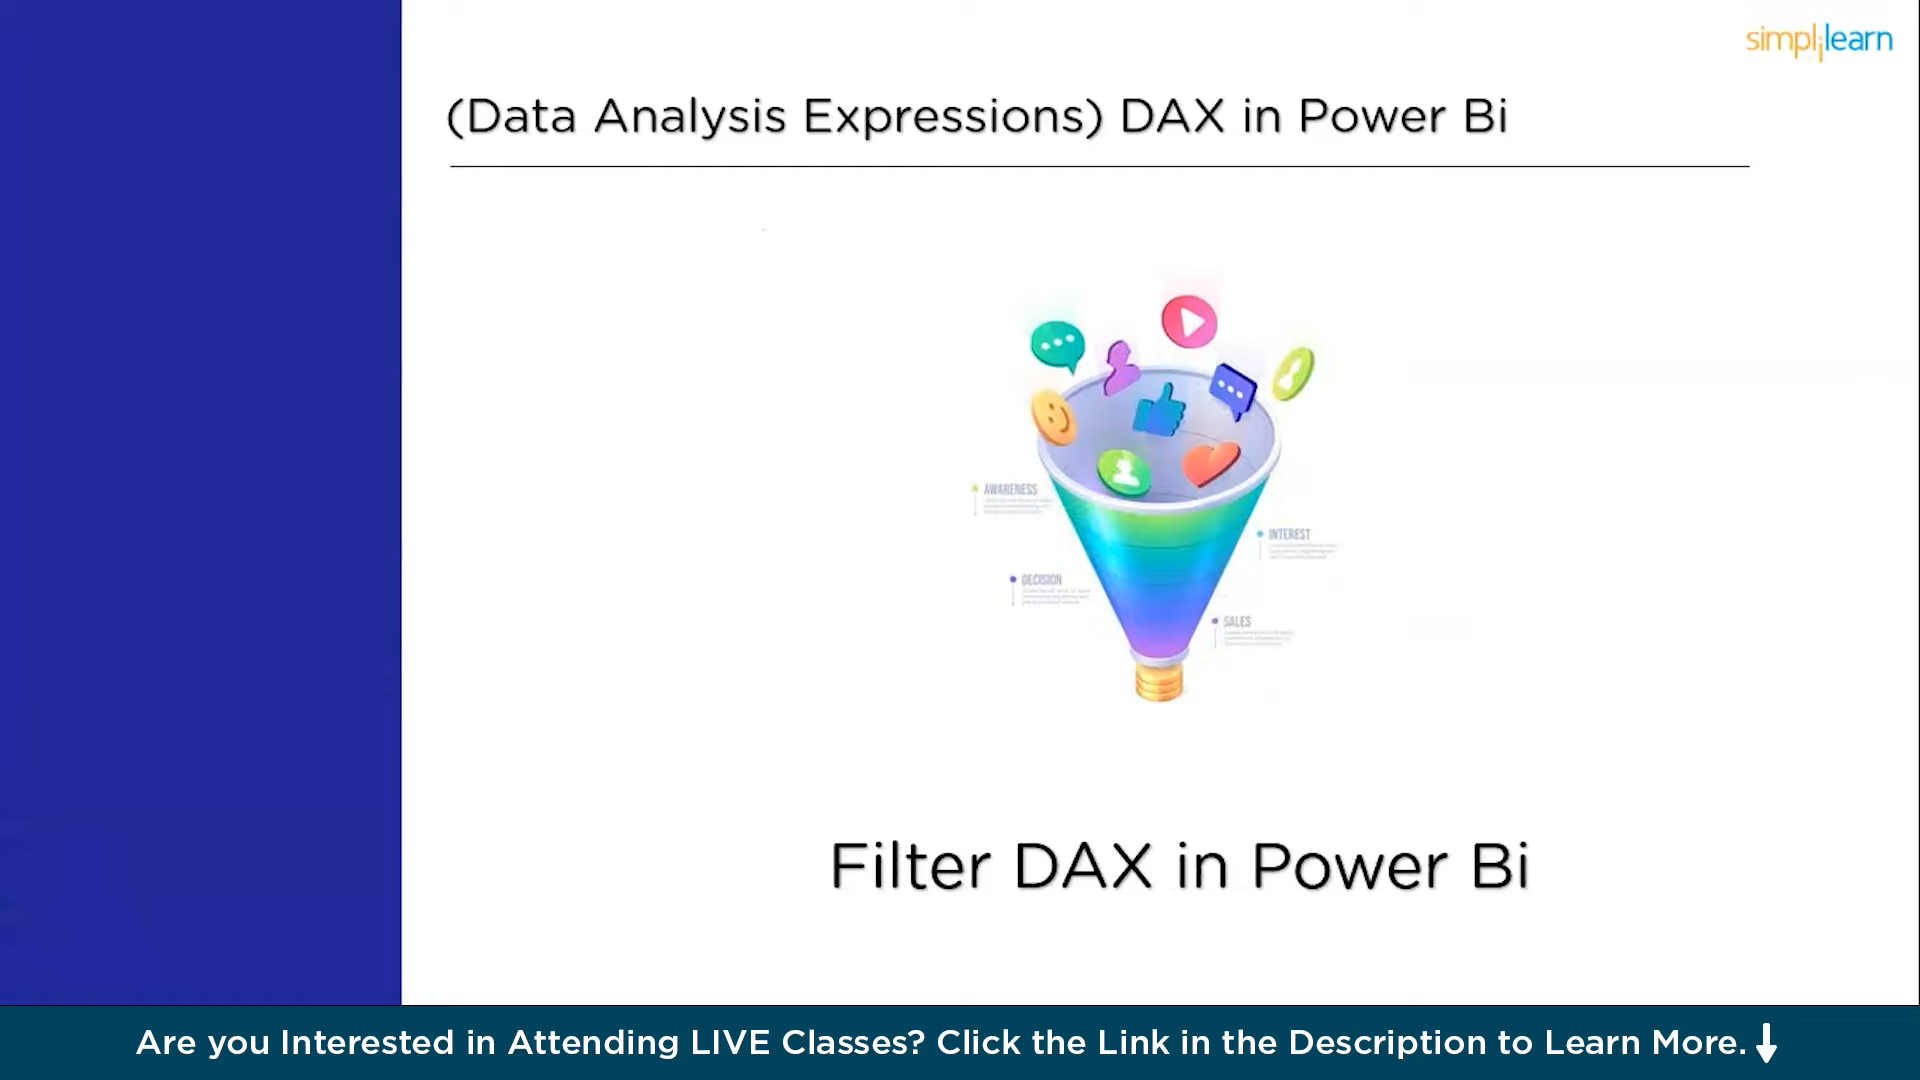 simplilearn
(Data Analysis Expressions) DAX in Power Bi
AWARENESS
INTEREST
DECISION
SALES
Filter DAX in Power Bi
Are you Interested in Attending LIVE Classes? Click the Link in the Description to Learn More.